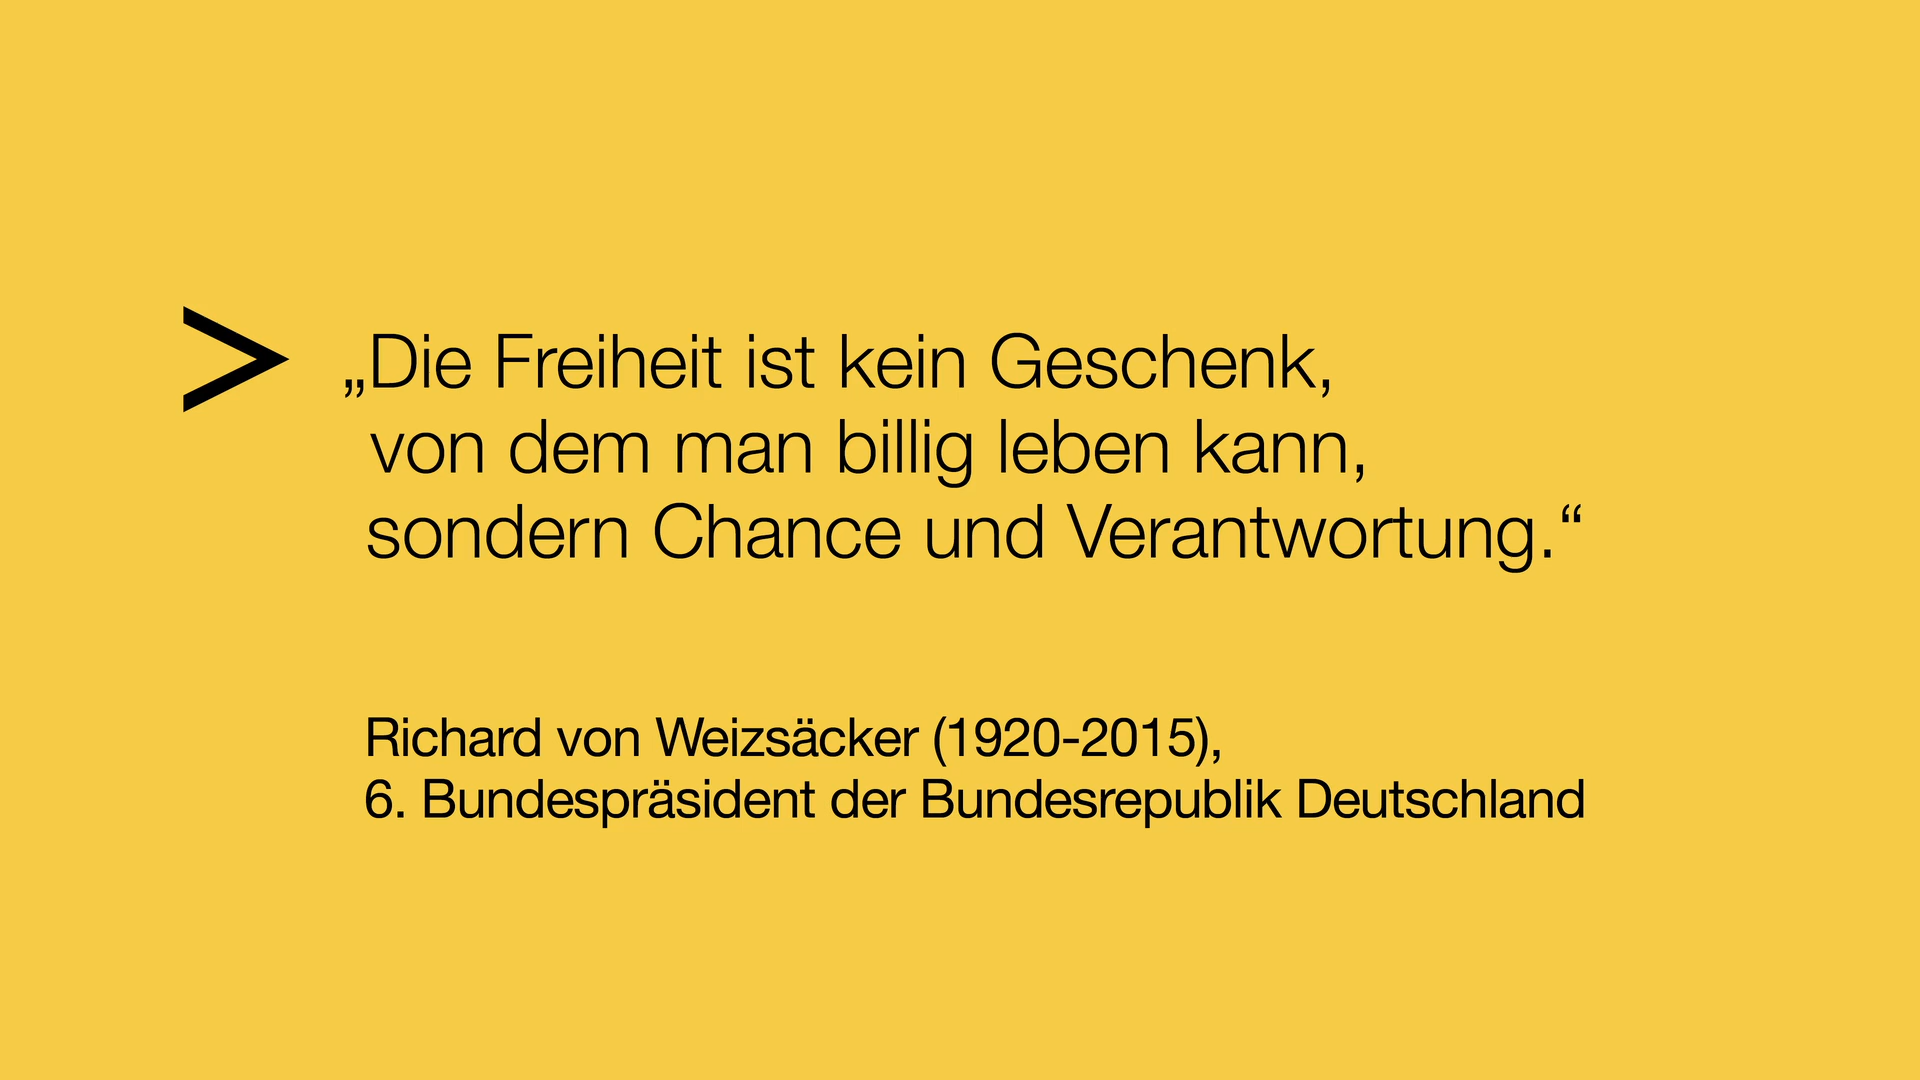 > „Die Freiheit ist kein Geschenk,
von dem man billig leben kann,
sondern Chance und Verantwortung.“
Richard von Weizsäcker (1920-2015),
6. Bundespräsident der Bundesrepublik Deutschland